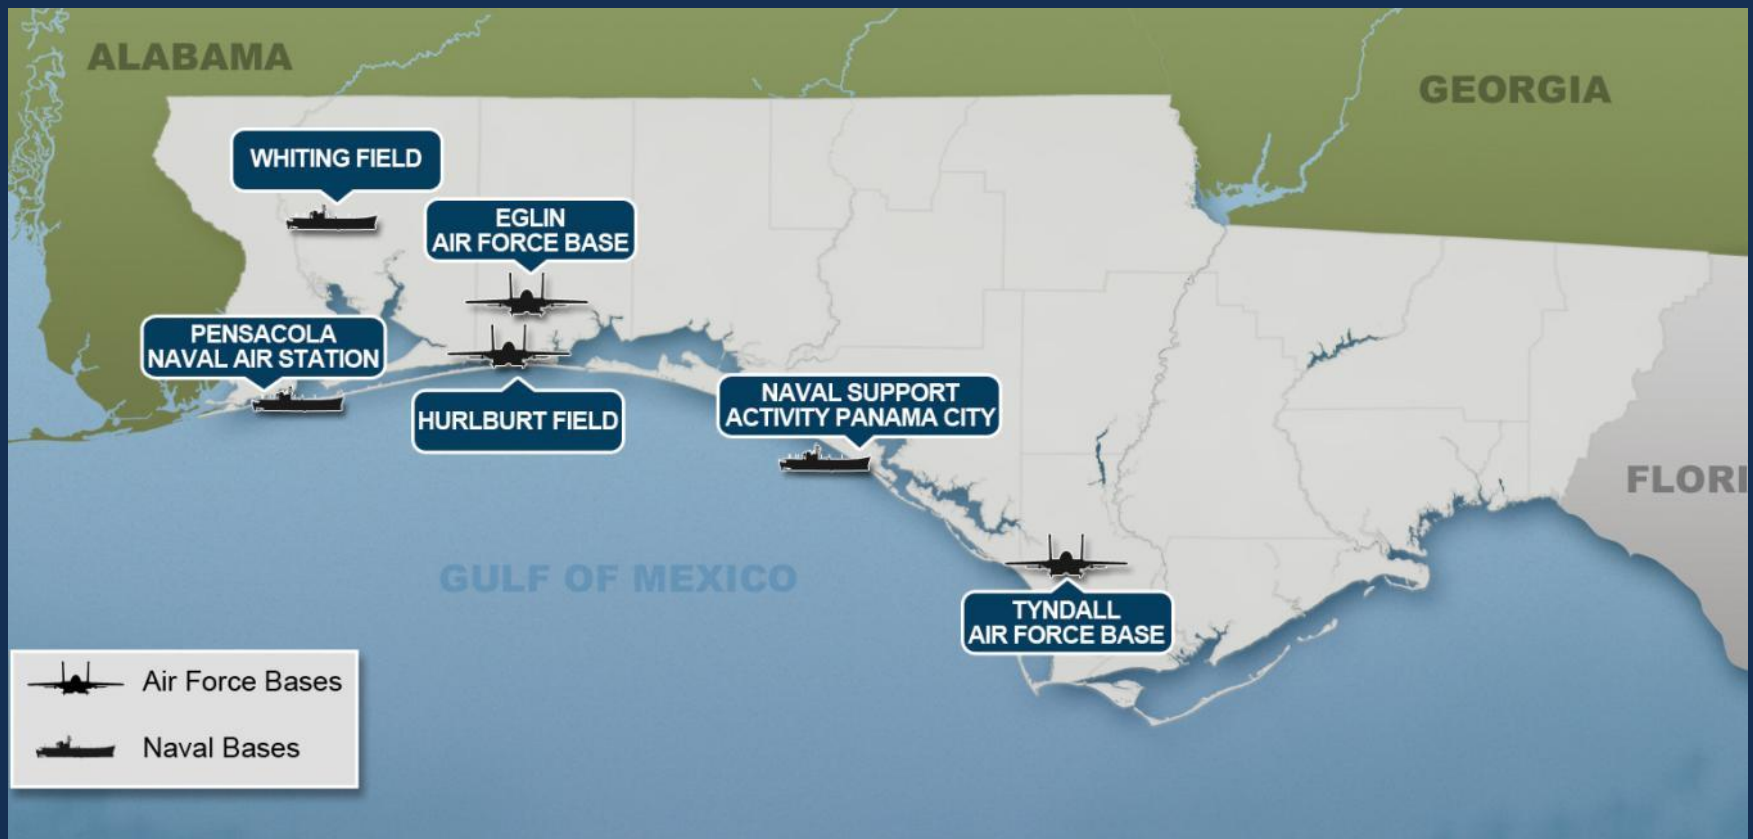 ALABAMA
GEORGIA
WHITING FIELD
EGLIN
AIR FORCE BASE
PENSACOLA
NAVAL AIR STATION
HURLBURT FIELD
NAVAL SUPPORT
ACTIVITY PANAMA CITY
FLORI
GULF OF MEXICO
TYNDALL
AIR FORCE BASE
Air Force Bases
Naval Bases